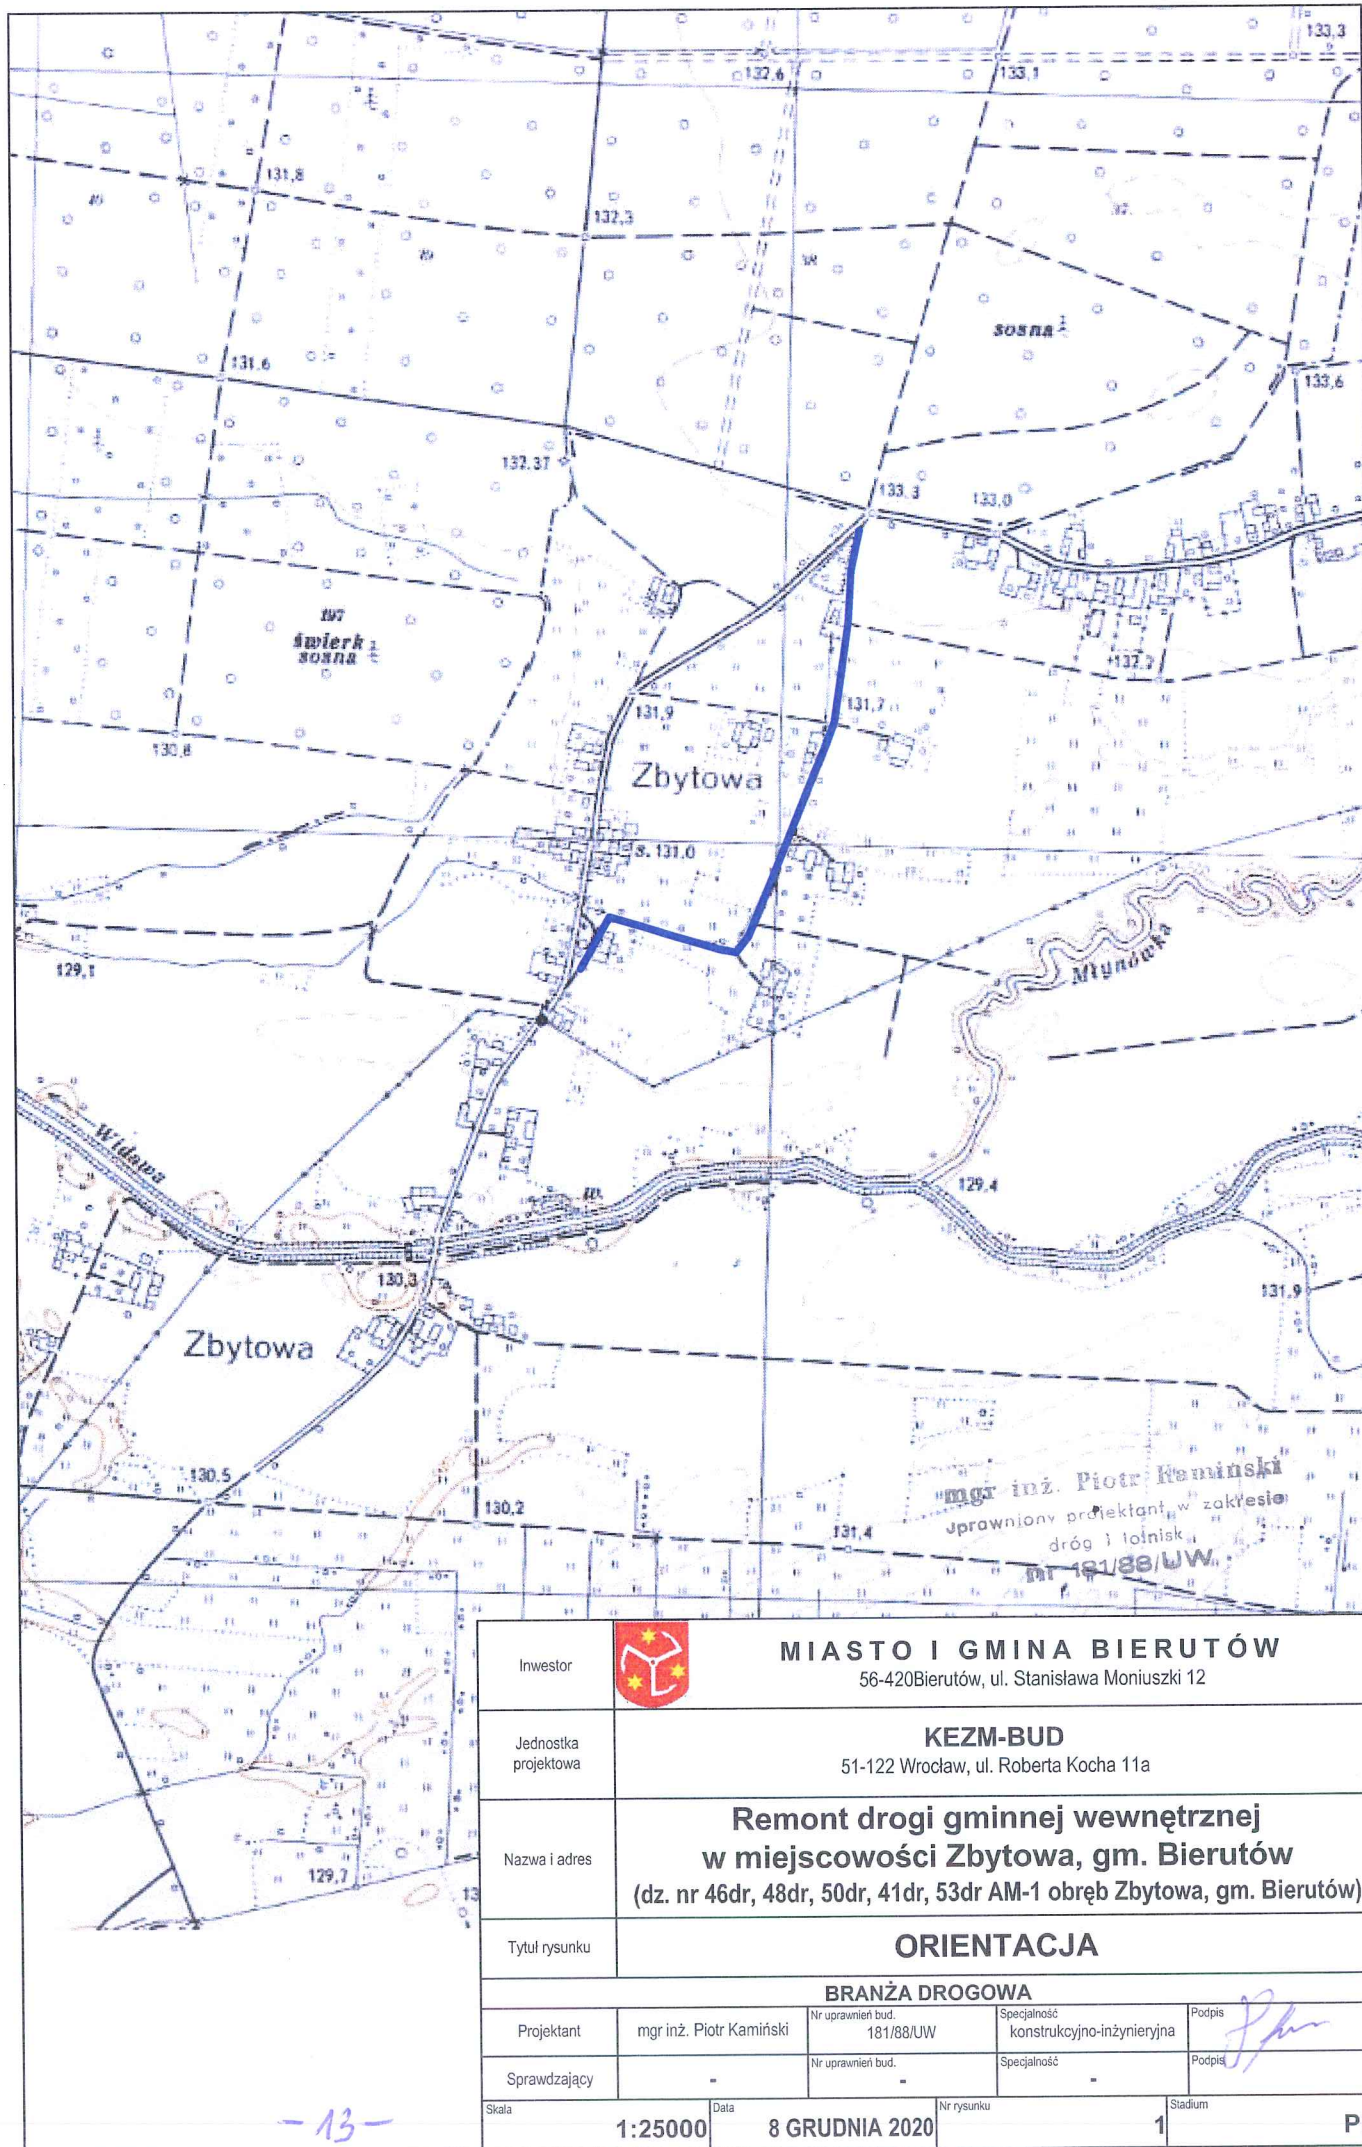 133,3
132,6
133,1
10
131,8
132,3
19
18
17
sosna
131,6
133,6
132,37
133,3
133,0
197
świerk
sosna
132,2
131,9
131,7
130,8
Zbytowa
s. 131,0
129,1
Młynówka
Widawa
w.
129,4
130,3
131,9
Zbytowa
130,5
130,2
131,4
mgr inż. Piotr Kamiński
Uprawniony projektant w zakresie
dróg i lotnisk
nr 181/88/UW
129,7
13
Inwestor
MIASTO I GMINA BIERUTÓW
56-420Bierutów, ul. Stanisława Moniuszki 12
Jednostka
projektowa
KEZM-BUD
51-122 Wrocław, ul. Roberta Kocha 11a
Nazwa i adres
Remont drogi gminnej wewnętrznej
w miejscowości Zbytowa, gm. Bierutów
(dz. nr 46dr, 48dr, 50dr, 41dr, 53dr AM-1 obręb Zbytowa, gm. Bierutów)
Tytuł rysunku
ORIENTACJA
BRANŻA DROGOWA
Projektant
mgr inż. Piotr Kamiński
Nr uprawnień bud.
181/88/UW
Specjalność
konstrukcyjno-inżynieryjna
Podpis
Sprawdzający
-
Nr uprawnień bud.
-
Specjalność
-
Podpis
Skala
1:25000
Data
8 GRUDNIA 2020
Nr rysunku
1
Stadium
P
-13-